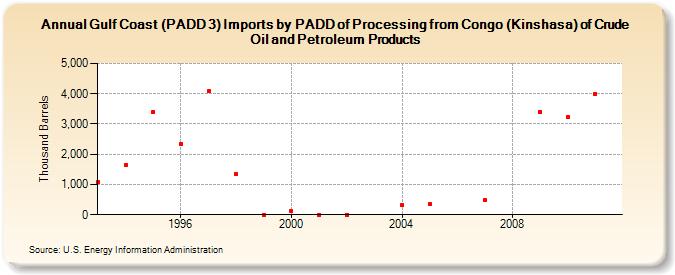 Annual Gulf Coast (PADD 3) Imports by PADD of Processing from Congo (Kinshasa) of Crude
Oil and Petroleum Products
Thousand Barrels
5,000
4,000
3,000
2,000
1,000
0
1996
2000
2004
2008
Source: U.S. Energy Information Administration